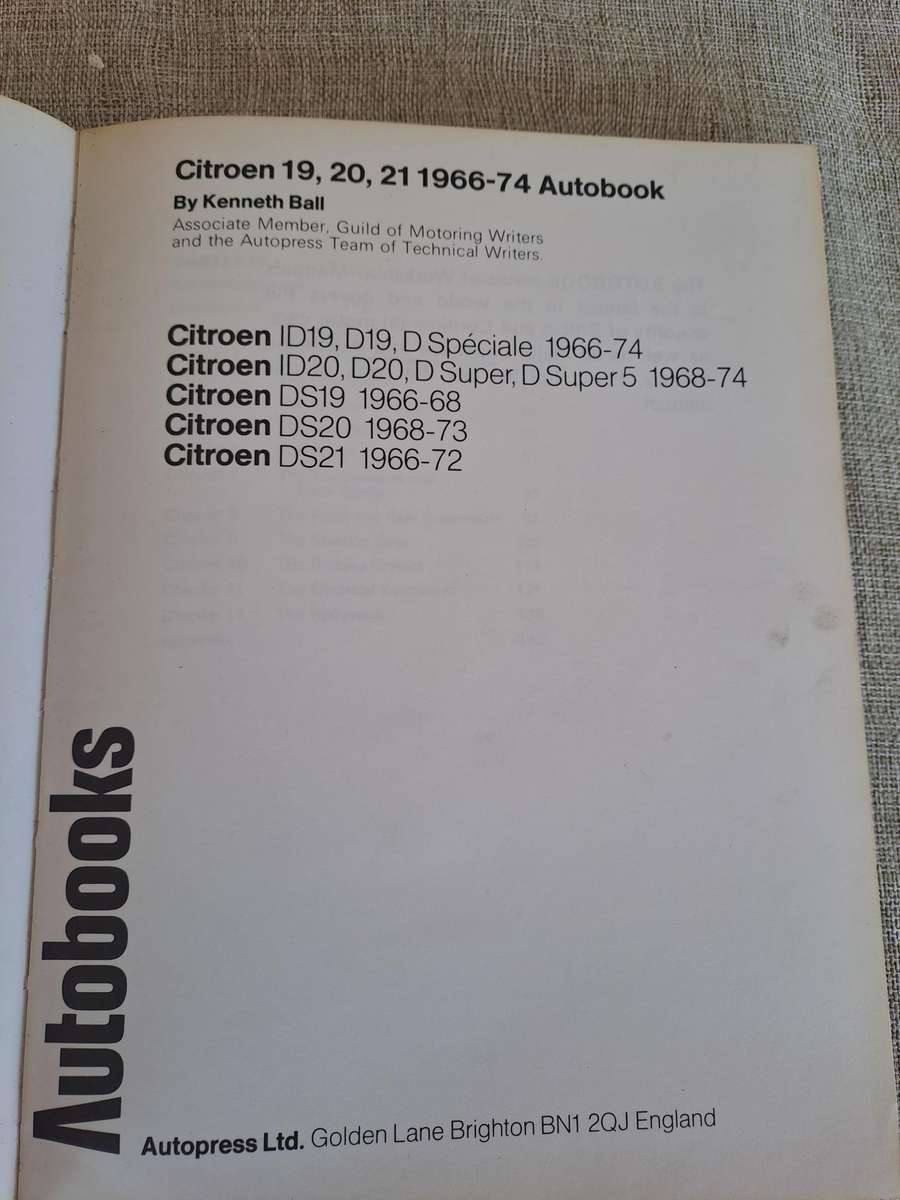 Citroen 19, 20, 21 1966-74 Autobook
By Kenneth Ball
Associate Member, Guild of Motoring Writers
and the Autopress Team of Technical Writers.
Citroen ID19, D19, D Spéciale 1966-74
Citroen ID20, D20, D Super, D Super 5 1968-74
Citroen DS19 1966-68
Citroen DS20 1968-73
Citroen DS21 1966-72
Autobooks
Autopress Ltd. Golden Lane Brighton BN1 2QJ England